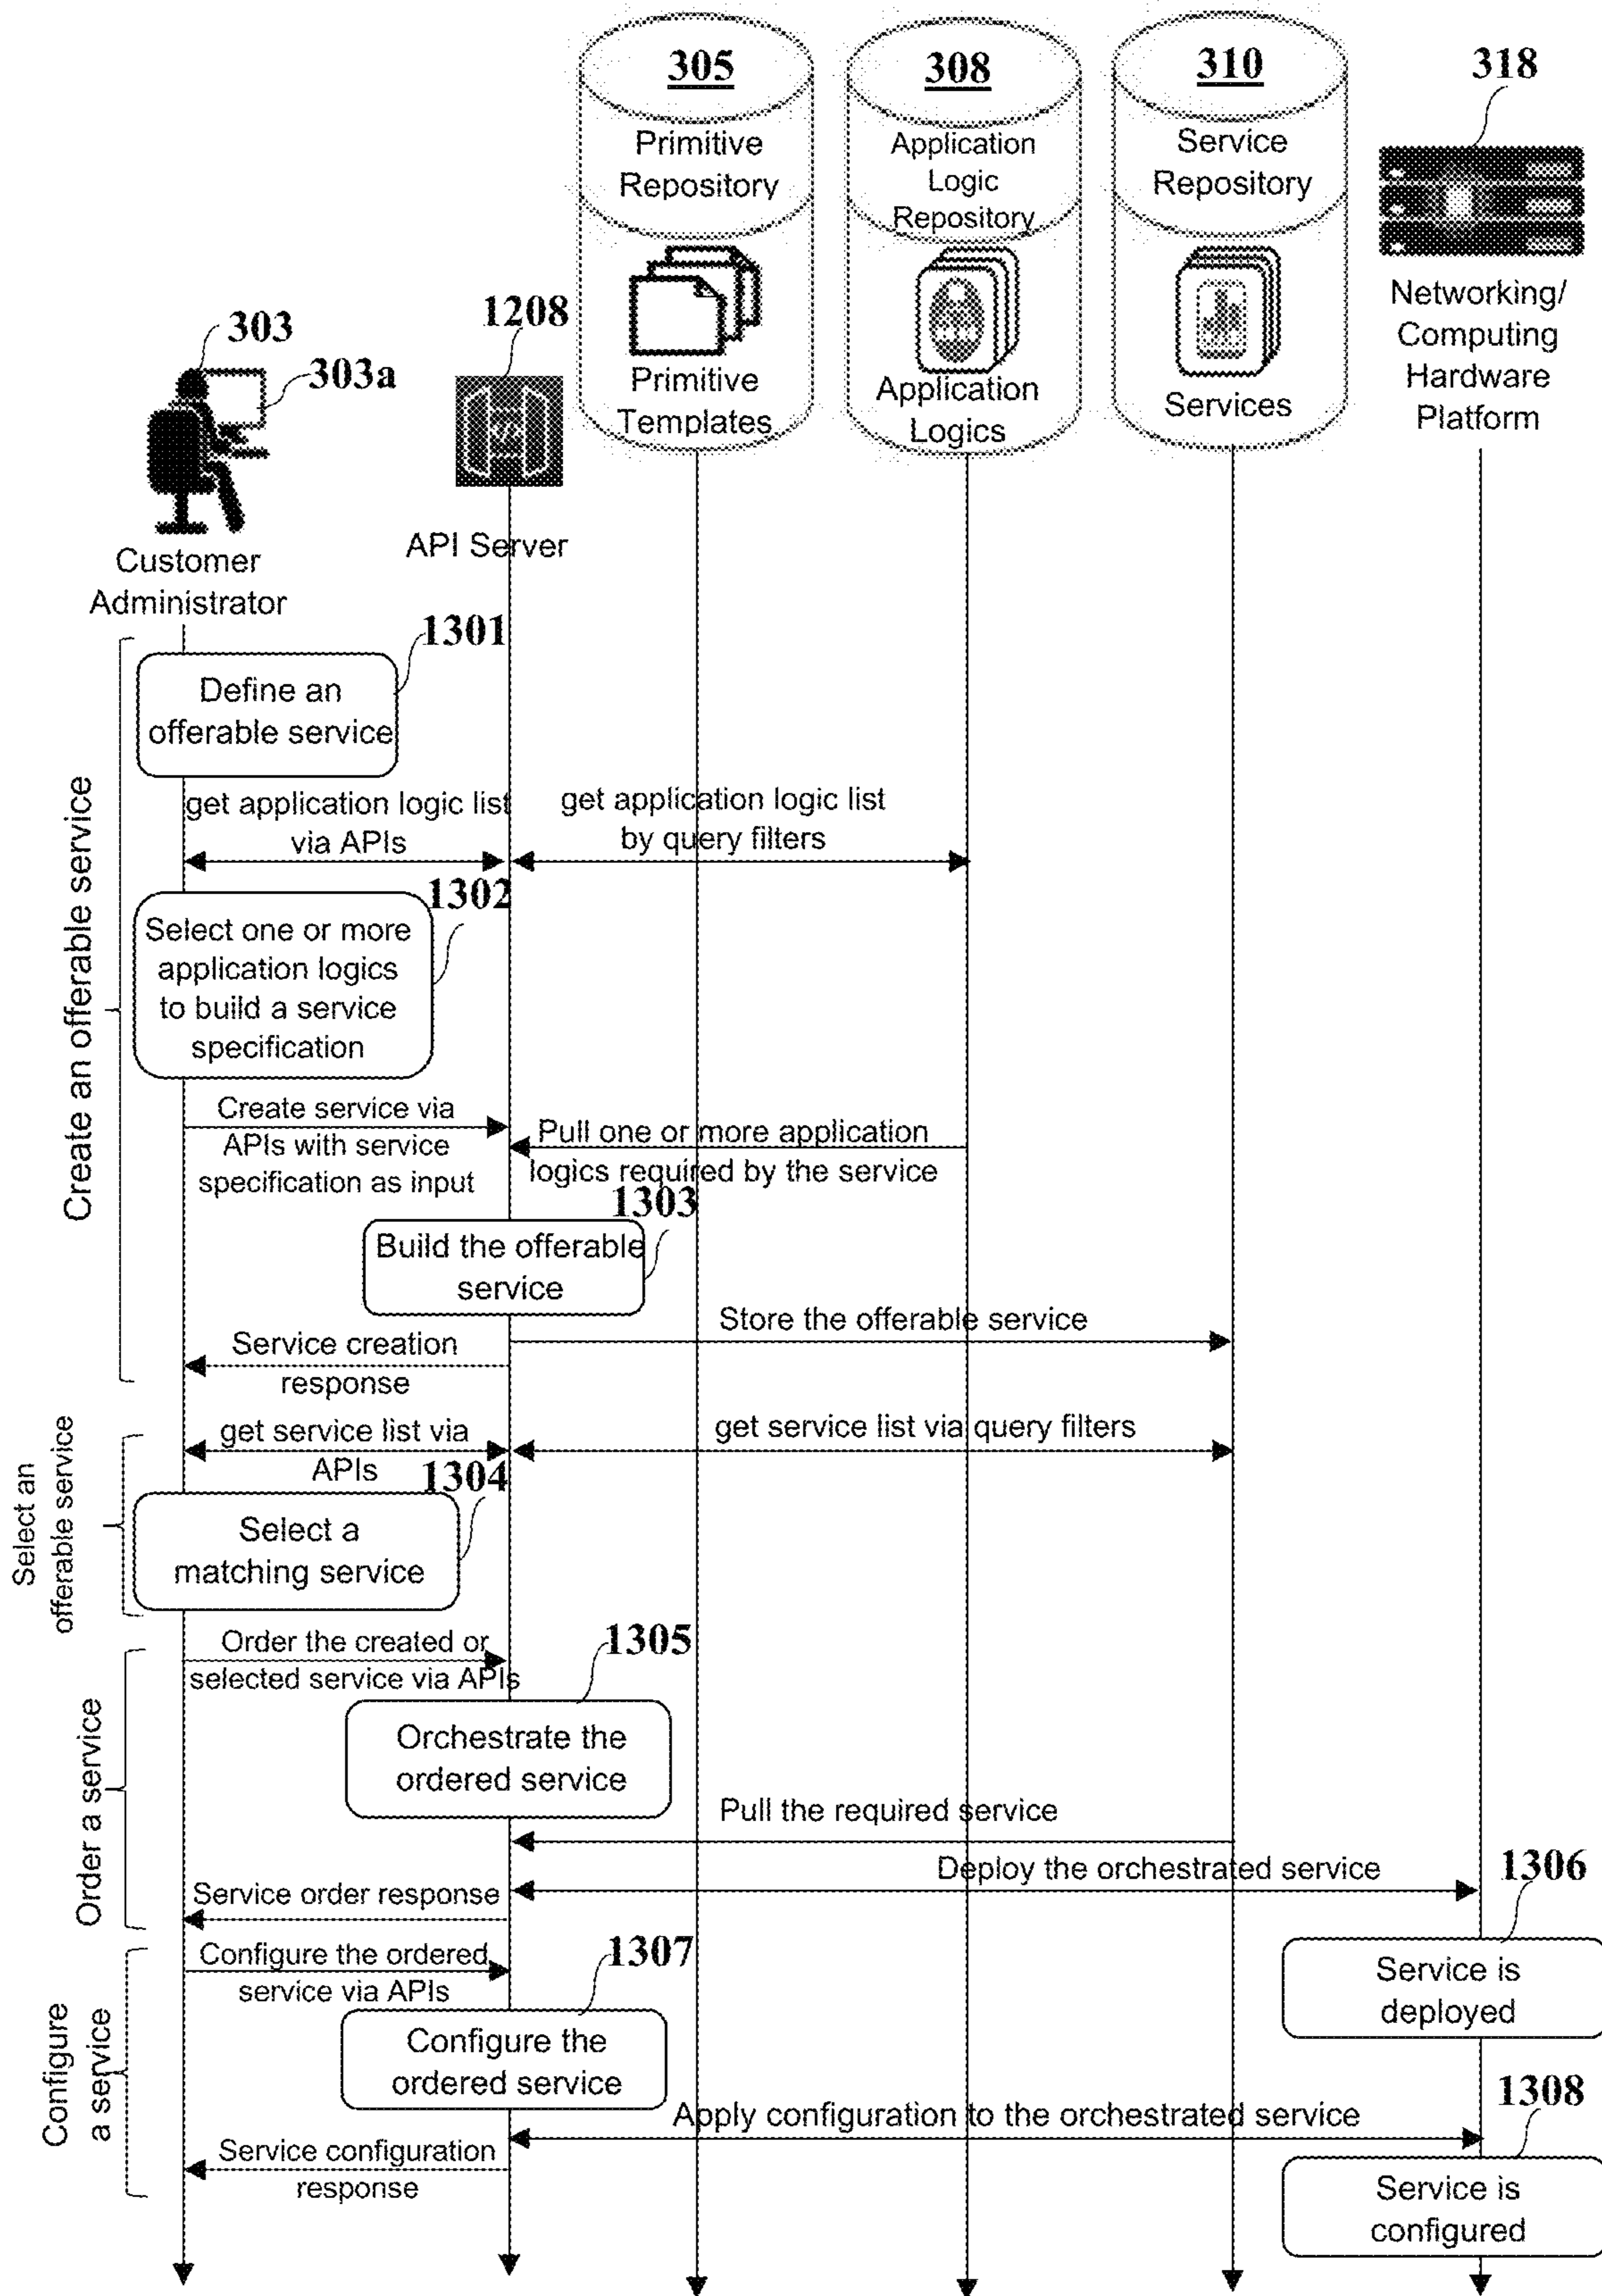 305
Primitive
Repository
Primitive
Templates
308
Application
Logic
Repository
Application
Logics
310
Service
Repository
Services
318
Networking/
Computing
Hardware
Platform
303
303a
Customer
Administrator
1208
API Server
Create an offerable service
1301
Define an
offerable service
get application logic list
via APIs
get application logic list
by query filters
1302
Select one or more
application logics
to build a service
specification
Create service via
APIs with service
specification as input
Pull one or more application
logics required by the service
1303
Build the offerable
service
Store the offerable service
Service creation
response
Select an
offerable service
get service list via
APIs
get service list via query filters
1304
Select a
matching service
Order a service
Order the created or
selected service via APIs
1305
Orchestrate the
ordered service
Pull the required service
Deploy the orchestrated service
Service order response
1306
Service is
deployed
Configure
a service
Configure the ordered
service via APIs
1307
Configure the
ordered service
Apply configuration to the orchestrated service
Service configuration
response
1308
Service is
configured